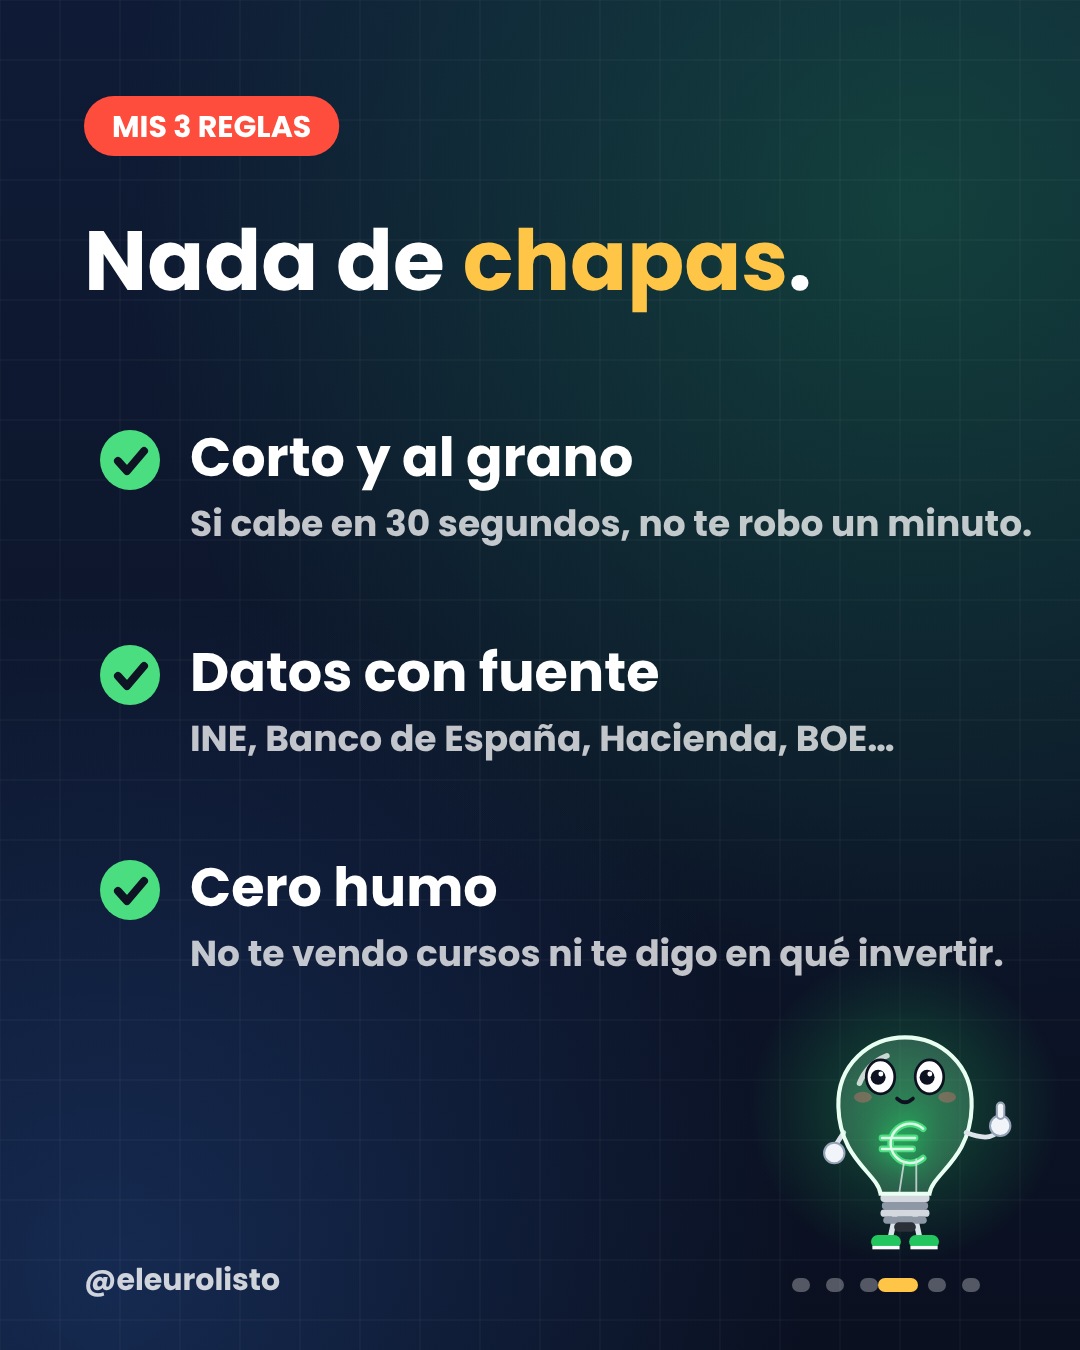 MIS 3 REGLAS
Nada de chapas.
Corto y al grano
Si cabe en 30 segundos, no te robo un minuto.
Datos con fuente
INE, Banco de España, Hacienda, BOE...
Cero humo
No te vendo cursos ni te digo en qué invertir.
€
@eleurolisto